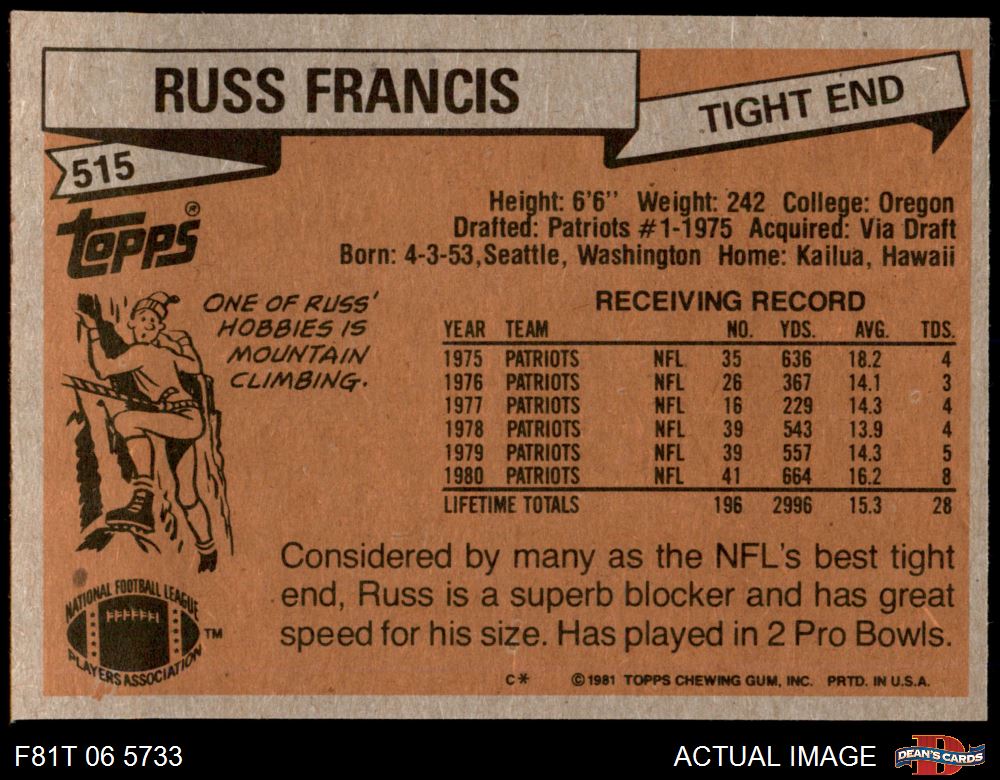 RUSS FRANCIS
TIGHT END
515
topps®
Height: 6'6" Weight: 242 College: Oregon
Drafted: Patriots #1-1975 Acquired: Via Draft
Born: 4-3-53, Seattle, Washington Home: Kailua, Hawaii
ONE OF RUSS'
HOBBIES IS
MOUNTAIN
CLIMBING.
RECEIVING RECORD
YEAR TEAM NO. YDS. AVG. TDS.
1975 PATRIOTS NFL 35 636 18.2 4
1976 PATRIOTS NFL 26 367 14.1 3
1977 PATRIOTS NFL 16 229 14.3 4
1978 PATRIOTS NFL 39 543 13.9 4
1979 PATRIOTS NFL 39 557 14.3 5
1980 PATRIOTS NFL 41 664 16.2 8
LIFETIME TOTALS 196 2996 15.3 28
Considered by many as the NFL's best tight
end, Russ is a superb blocker and has great
speed for his size. Has played in 2 Pro Bowls.
NATIONAL FOOTBALL LEAGUE
TM
PLAYERS ASSOCIATION
C* ©1981 TOPPS CHEWING GUM, INC. PRTD. IN U.S.A.
F81T 06 5733
ACTUAL IMAGE
D
DEAN'S CARDS